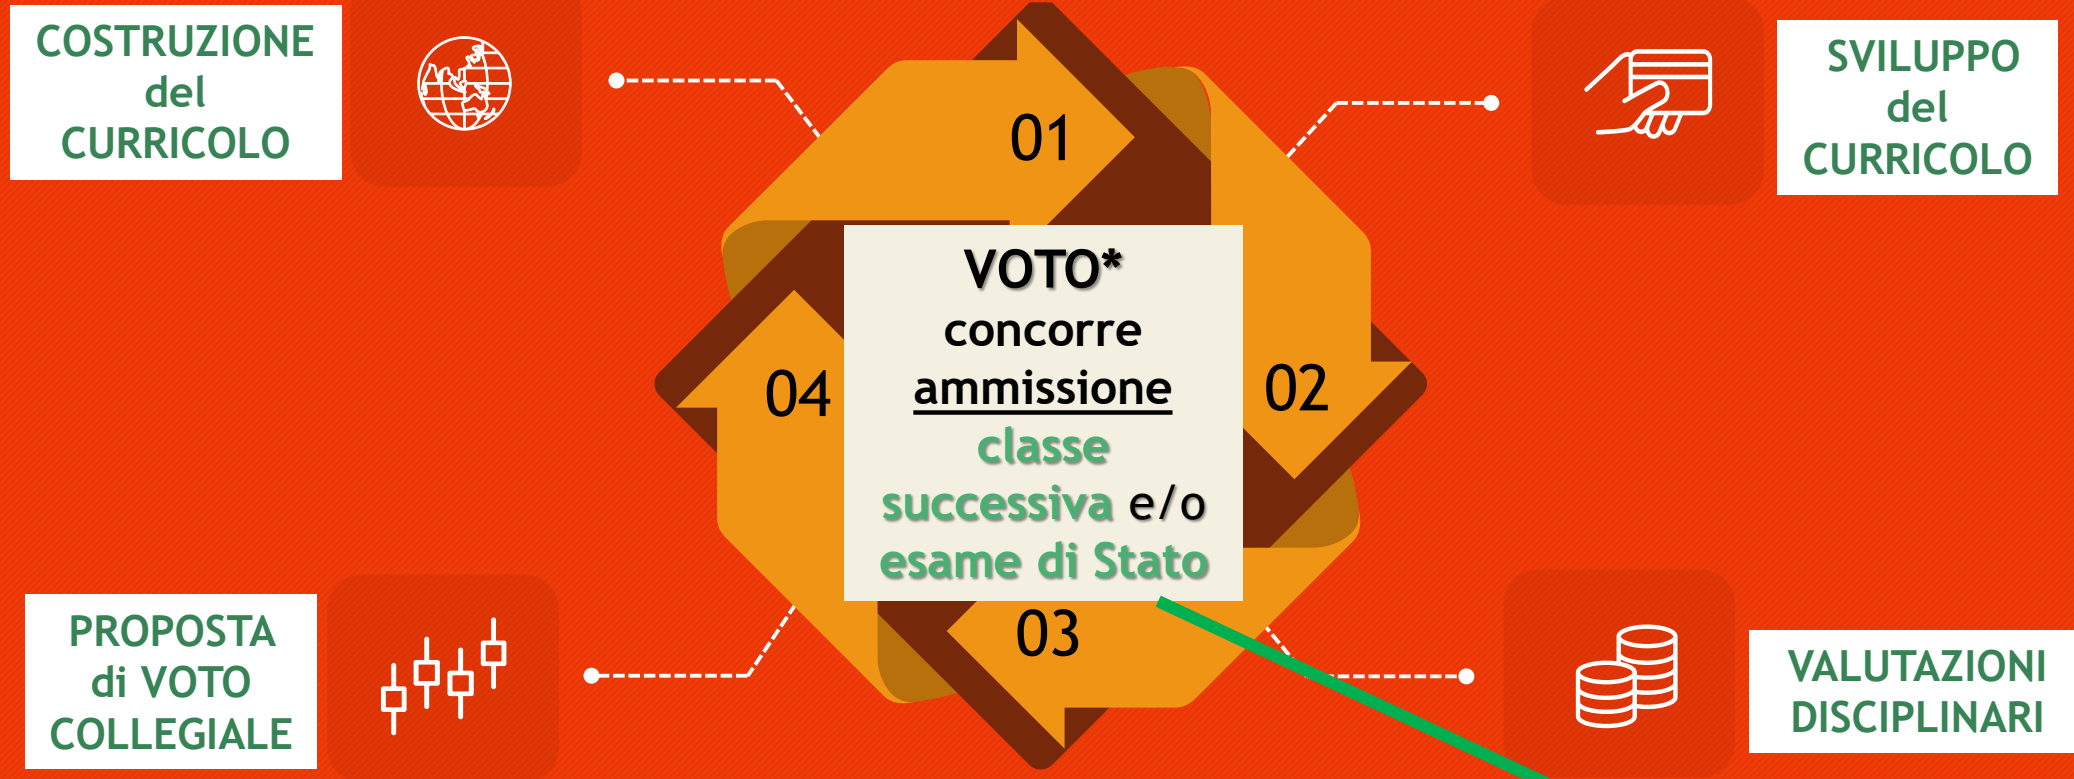 COSTRUZIONE
del
CURRICOLO
01
SVILUPPO
del
CURRICOLO
VOTO*
concorre
ammissione
classe
successiva e/o
esame di Stato
04
02
03
PROPOSTA
di VOTO
COLLEGIALE
VALUTAZIONI
DISCIPLINARI